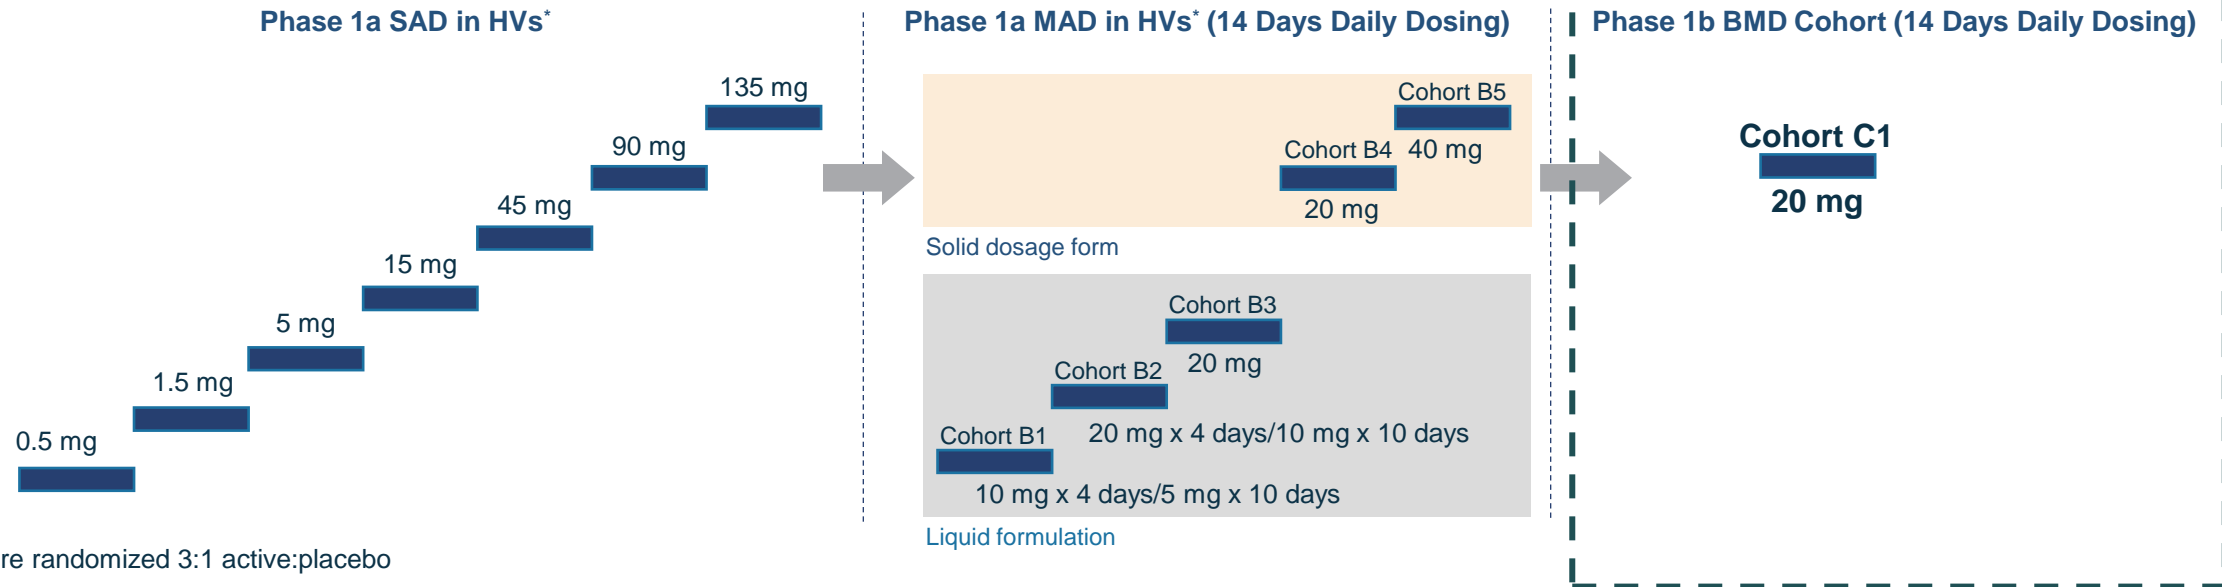 Phase 1a SAD in HVs*
135 mg
90 mg
45 mg
15 mg
5 mg
1.5 mg
0.5 mg
re randomized 3:1 active:placebo
Phase 1a MAD in HVs* (14 Days Daily Dosing)
Cohort B5
40 mg
Cohort B4
20 mg
Solid dosage form
Cohort B3
20 mg
Cohort B2
20 mg x 4 days/10 mg x 10 days
Cohort B1
10 mg x 4 days/5 mg x 10 days
Liquid formulation
Phase 1b BMD Cohort (14 Days Daily Dosing)
Cohort C1
20 mg